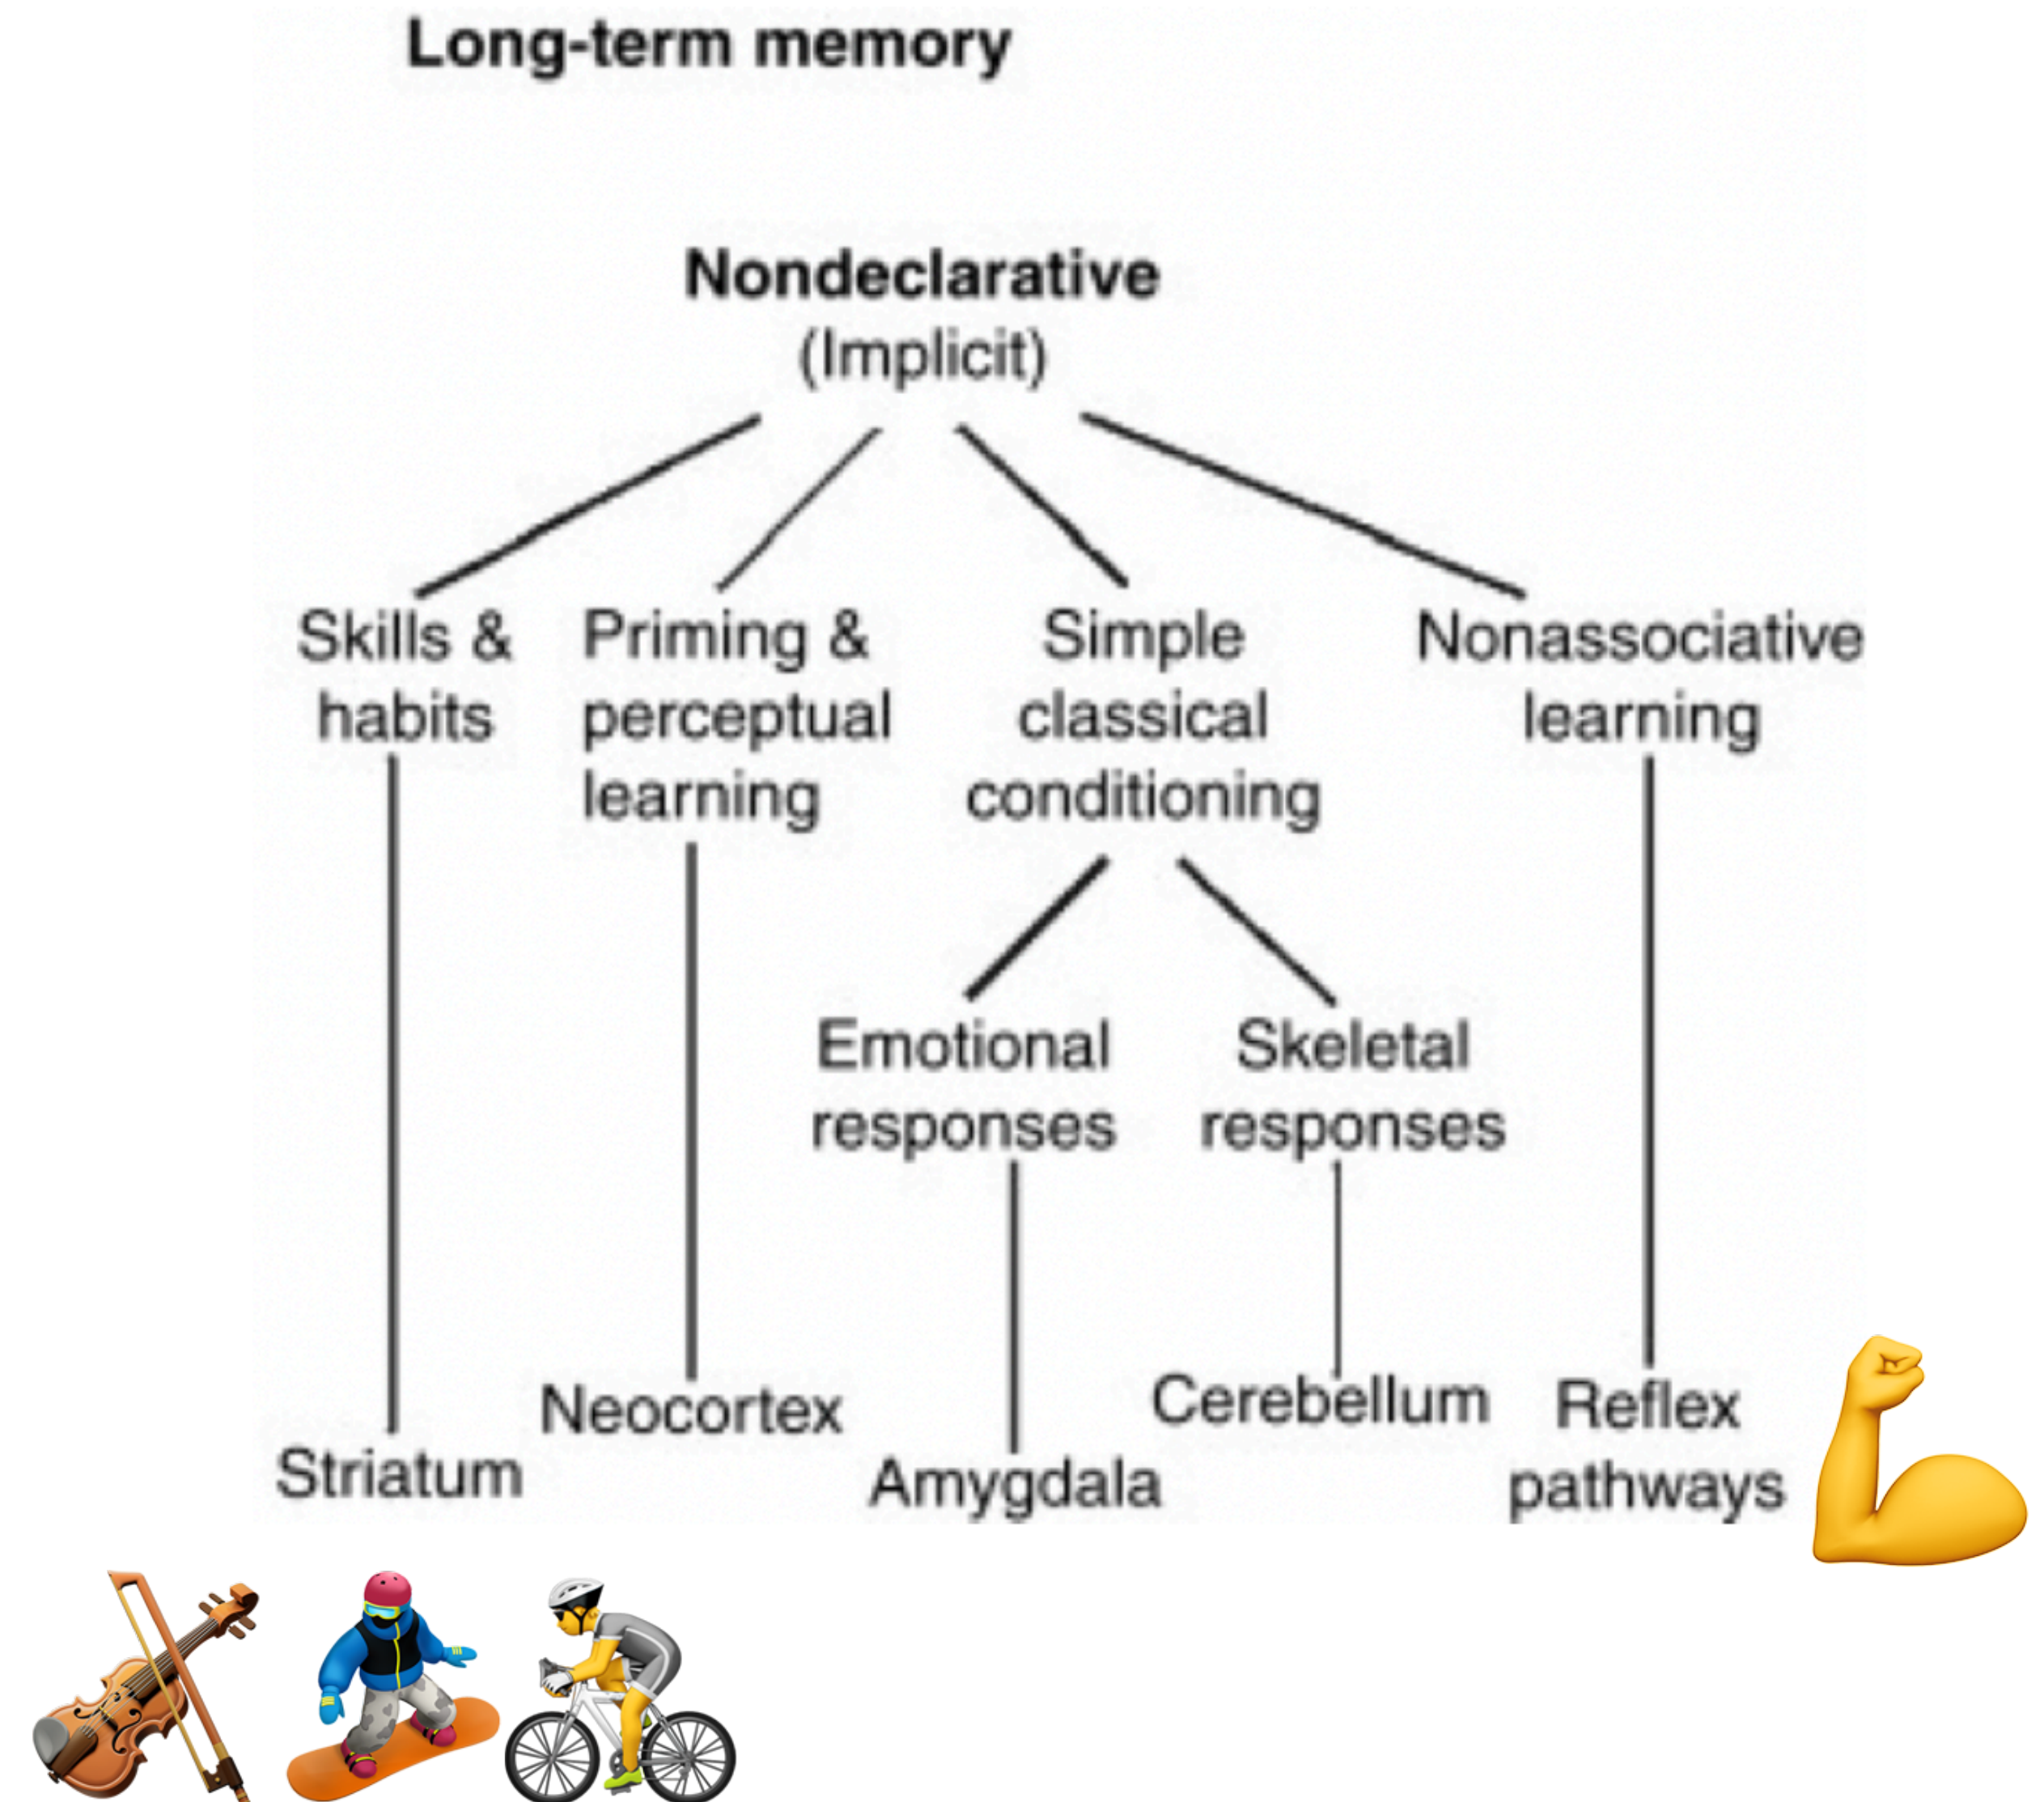 Long-term memory
Nondeclarative
(Implicit)
Skills &
habits
Priming &
perceptual
learning
Simple
classical
conditioning
Nonassociative
learning
Emotional
responses
Skeletal
responses
Striatum
Neocortex
Amygdala
Cerebellum
Reflex
pathways